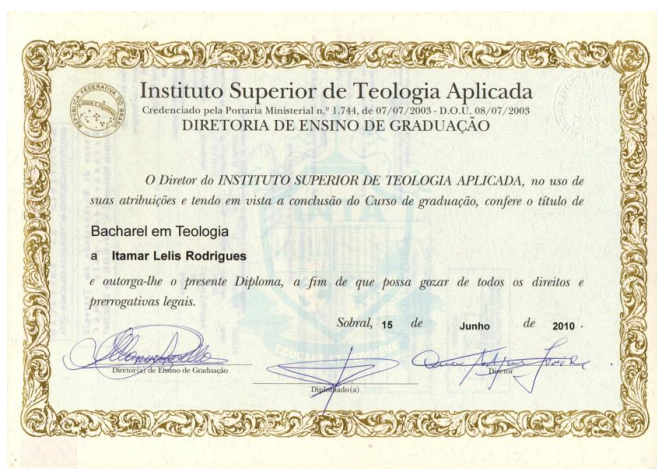 REPÚBLICA FEDERATIVA DO BRASIL
Instituto Superior de Teologia Aplicada
Credenciado pela Portaria Ministerial n.º 1.744, de 07/07/2003 - D.O.U. 08/07/2003
DIRETORIA DE ENSINO DE GRADUAÇÃO
O Diretor do INSTITUTO SUPERIOR DE TEOLOGIA APLICADA, no uso de
suas atribuições e tendo em vista a conclusão do Curso de graduação, confere o título de
Bacharel em Teologia
a Itamar Lelis Rodrigues
e outorga-lhe o presente Diploma, a fim de que possa gozar de todos os direitos e
prerrogativas legais.
Sobral, 15 de Junho de 2010.
Diretor(a) de Ensino de Graduação
Diplomado(a)
Diretor